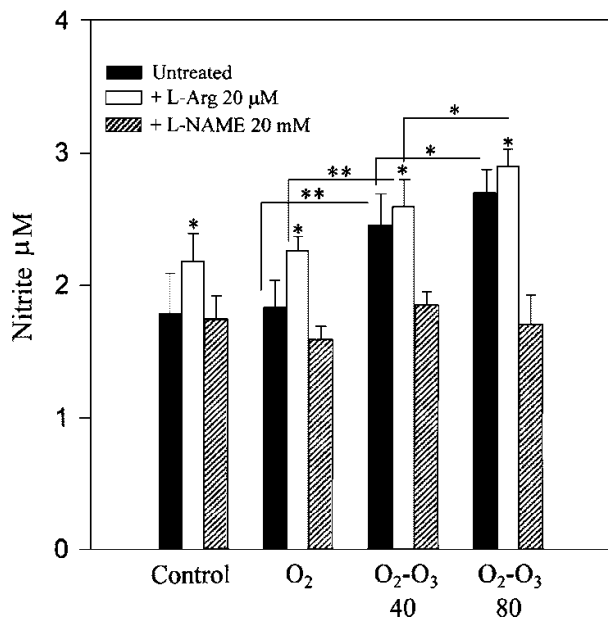 4
Untreated
+ L-Arg 20 μM
+ L-NAME 20 mM
*
3
*
*
**
*
*
**
*
*
2
1
0
Nitrite μM
Control
O₂
O₂-O₃
40
O₂-O₃
80